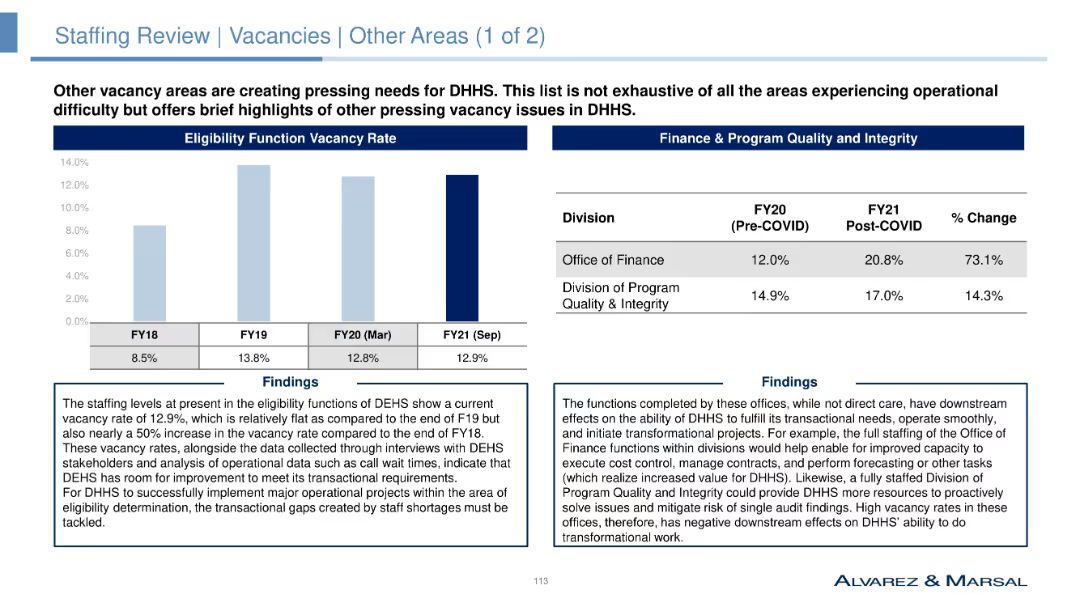 Staffing Review | Vacancies | Other Areas (1 of 2)
Other vacancy areas are creating pressing needs for DHHS. This list is not exhaustive of all the areas experiencing operational
difficulty but offers brief highlights of other pressing vacancy issues in DHHS.
Eligibility Function Vacancy Rate
14.0%
12.0%
10.0%
8.0%
6.0%
4.0%
2.0%
0.0%
FY18 FY19 FY20 (Mar) FY21 (Sep)
8.5% 13.8% 12.8% 12.9%
Findings
The staffing levels at present in the eligibility functions of DEHS show a current
vacancy rate of 12.9%, which is relatively flat as compared to the end of F19 but
also nearly a 50% increase in the vacancy rate compared to the end of FY18.
These vacancy rates, alongside the data collected through interviews with DEHS
stakeholders and analysis of operational data such as call wait times, indicate that
DEHS has room for improvement to meet its transactional requirements.
For DHHS to successfully implement major operational projects within the area of
eligibility determination, the transactional gaps created by staff shortages must be
tackled.
Finance & Program Quality and Integrity
Division FY20 (Pre-COVID) FY21 Post-COVID % Change
Office of Finance 12.0% 20.8% 73.1%
Division of Program
Quality & Integrity 14.9% 17.0% 14.3%
Findings
The functions completed by these offices, while not direct care, have downstream
effects on the ability of DHHS to fulfill its transactional needs, operate smoothly,
and initiate transformational projects. For example, the full staffing of the Office of
Finance functions within divisions would help enable for improved capacity to
execute cost control, manage contracts, and perform forecasting or other tasks
(which realize increased value for DHHS). Likewise, a fully staffed Division of
Program Quality and Integrity could provide DHHS more resources to proactively
solve issues and mitigate risk of single audit findings. High vacancy rates in these
offices, therefore, has negative downstream effects on DHHS' ability to do
transformational work.
113
ALVAREZ & MARSAL